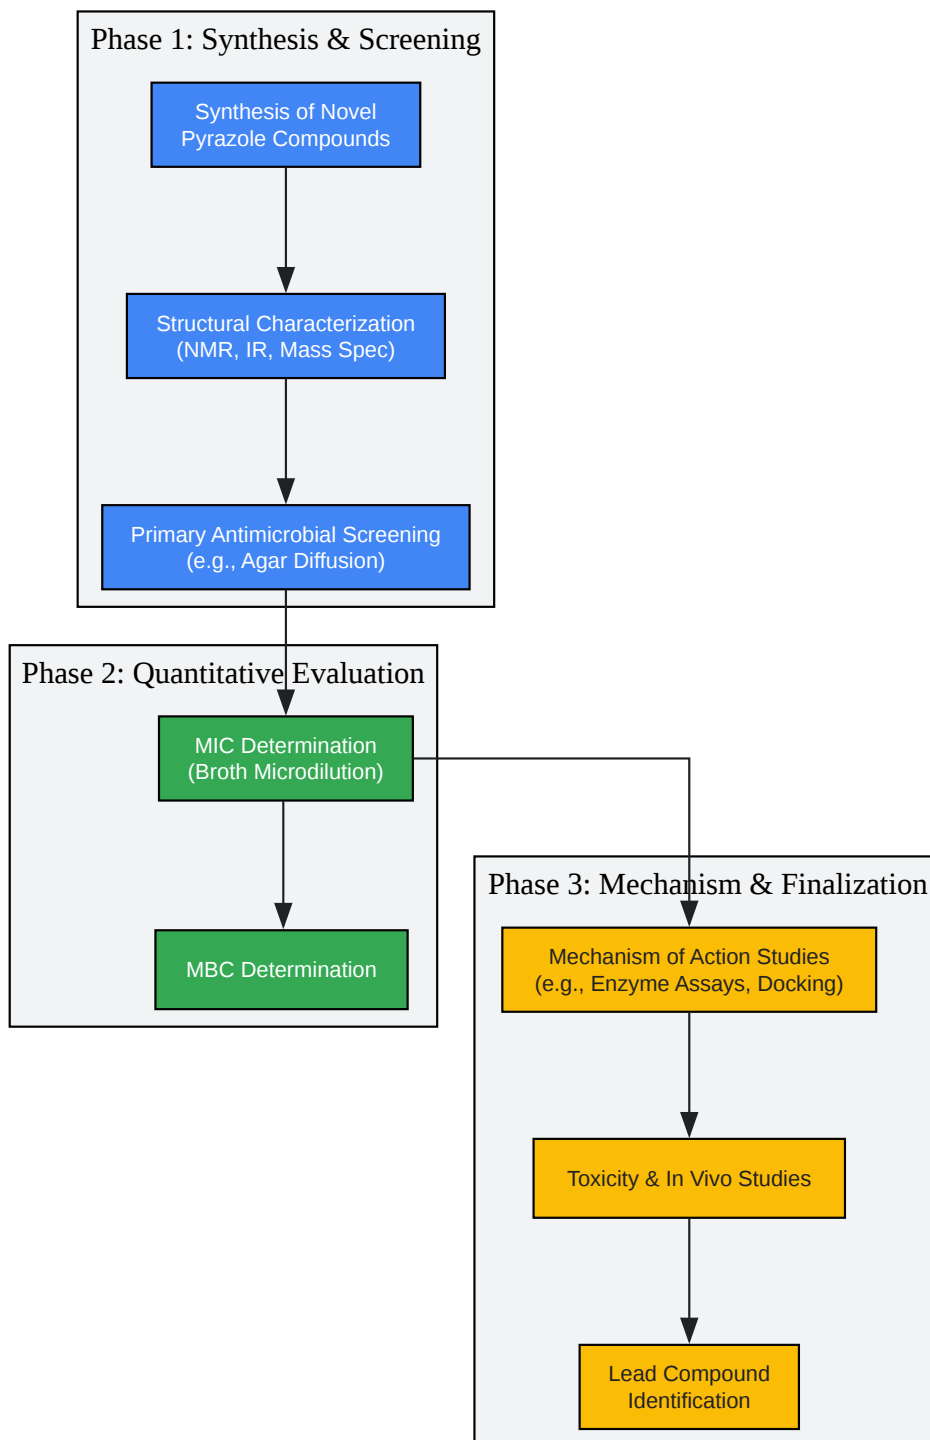 Phase 1: Synthesis & Screening
Synthesis of Novel
Pyrazole Compounds
Structural Characterization
(NMR, IR, Mass Spec)
Primary Antimicrobial Screening
(e.g., Agar Diffusion)
Phase 2: Quantitative Evaluation
MIC Determination
(Broth Microdilution)
MBC Determination
Phase 3: Mechanism & Finalization
Mechanism of Action Studies
(e.g., Enzyme Assays, Docking)
Toxicity & In Vivo Studies
Lead Compound
Identification